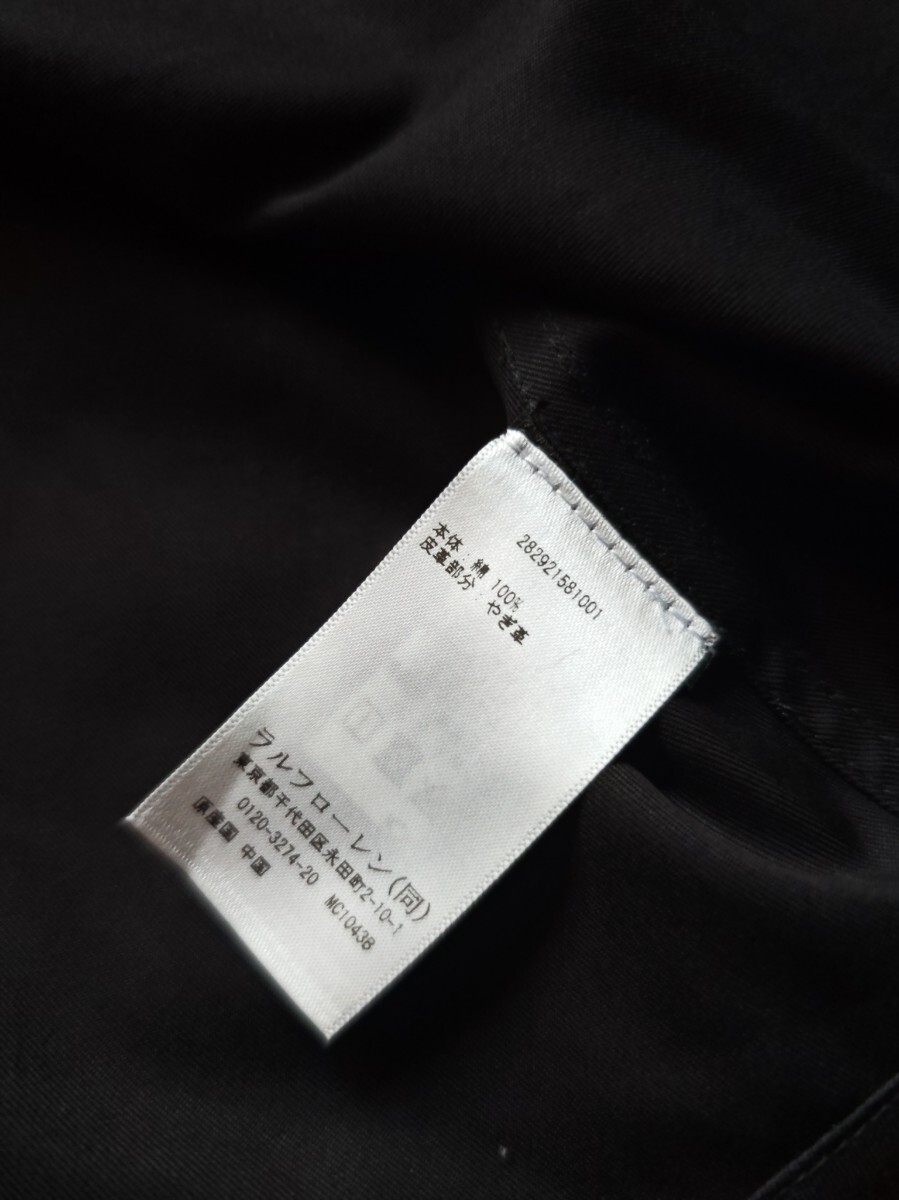 282921581001
本体：綿 100%
皮革部分：やぎ革
ラルフローレン(同)
東京都千代田区永田町2-10-1
0120-3274-20 MC1043B
原産国 中国